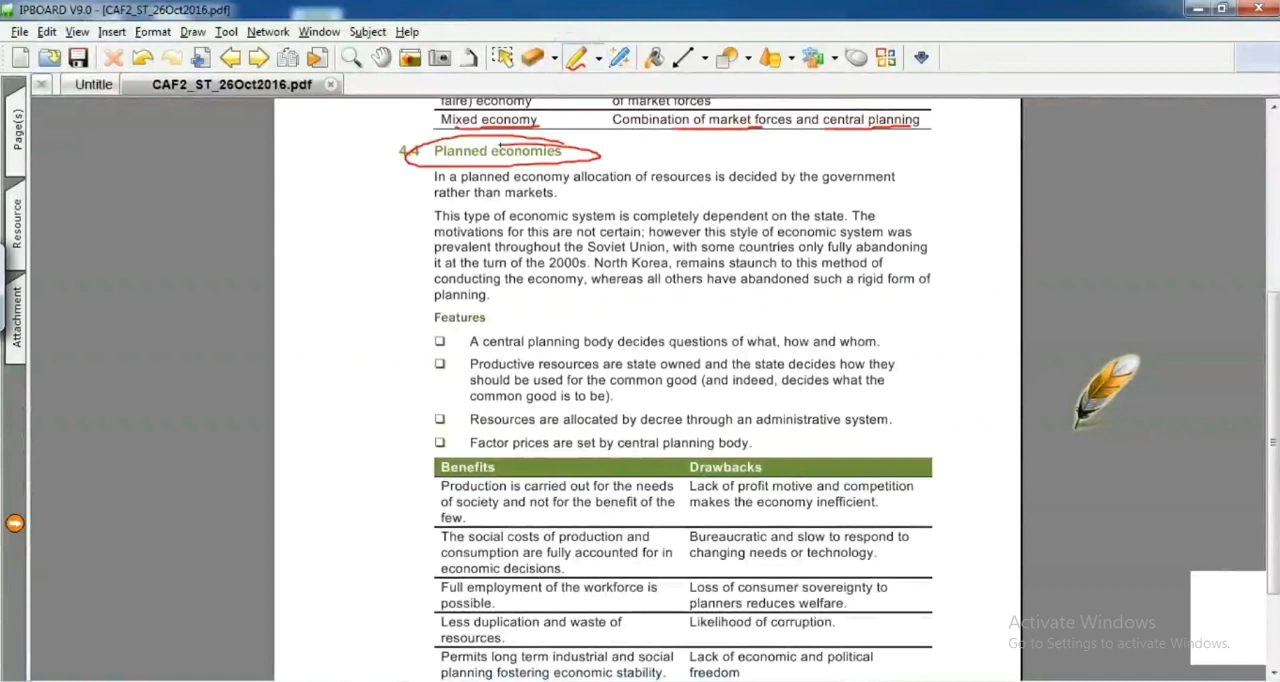 IPBOARD V9.0 - [CAF2_ST_26Oct2016.pdf]
File Edit View Insert Format Draw Tool Network Window Subject Help
Untitle CAF2_ST_26Oct2016.pdf
Page(s)
Resource
Attachment
faire) economy of market forces
Mixed economy Combination of market forces and central planning
4.4 Planned economies
In a planned economy allocation of resources is decided by the government
rather than markets.
This type of economic system is completely dependent on the state. The
motivations for this are not certain; however this style of economic system was
prevalent throughout the Soviet Union, with some countries only fully abandoning
it at the turn of the 2000s. North Korea, remains staunch to this method of
conducting the economy, whereas all others have abandoned such a rigid form of
planning.
Features
A central planning body decides questions of what, how and whom.
Productive resources are state owned and the state decides how they
should be used for the common good (and indeed, decides what the
common good is to be).
Resources are allocated by decree through an administrative system.
Factor prices are set by central planning body.
Benefits Drawbacks
Production is carried out for the needs Lack of profit motive and competition
of society and not for the benefit of the makes the economy inefficient.
few.
The social costs of production and Bureaucratic and slow to respond to
consumption are fully accounted for in changing needs or technology.
economic decisions.
Full employment of the workforce is Loss of consumer sovereignty to
possible. planners reduces welfare.
Less duplication and waste of Likelihood of corruption.
resources.
Permits long term industrial and social Lack of economic and political
planning fostering economic stability. freedom
Activate Windows
Go to Settings to activate Windows.